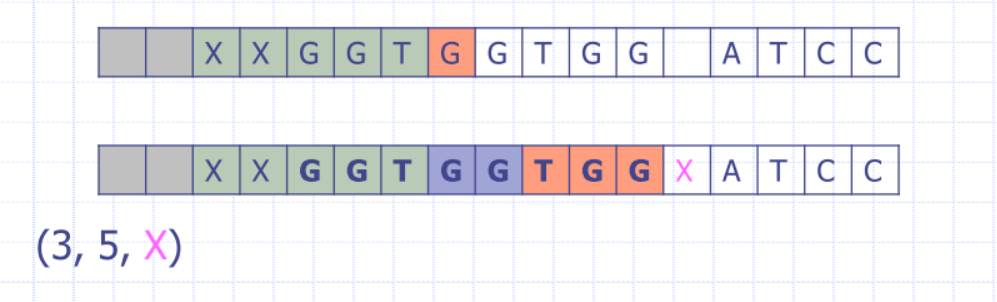 X X G G T G G T G G A T C C
X X G G T G G T G G X A T C C
(3, 5, X)